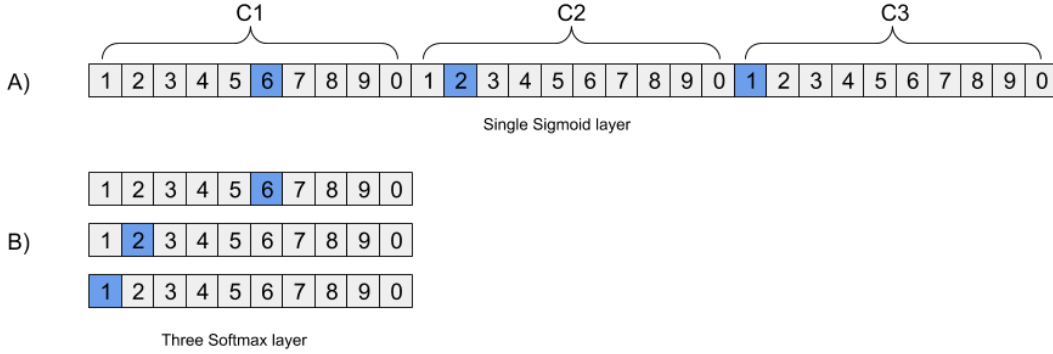 C1 C2 C3
A) 1 2 3 4 5 6 7 8 9 0 1 2 3 4 5 6 7 8 9 0 1 2 3 4 5 6 7 8 9 0
Single Sigmoid layer
1 2 3 4 5 6 7 8 9 0
B) 1 2 3 4 5 6 7 8 9 0
1 2 3 4 5 6 7 8 9 0
Three Softmax layer